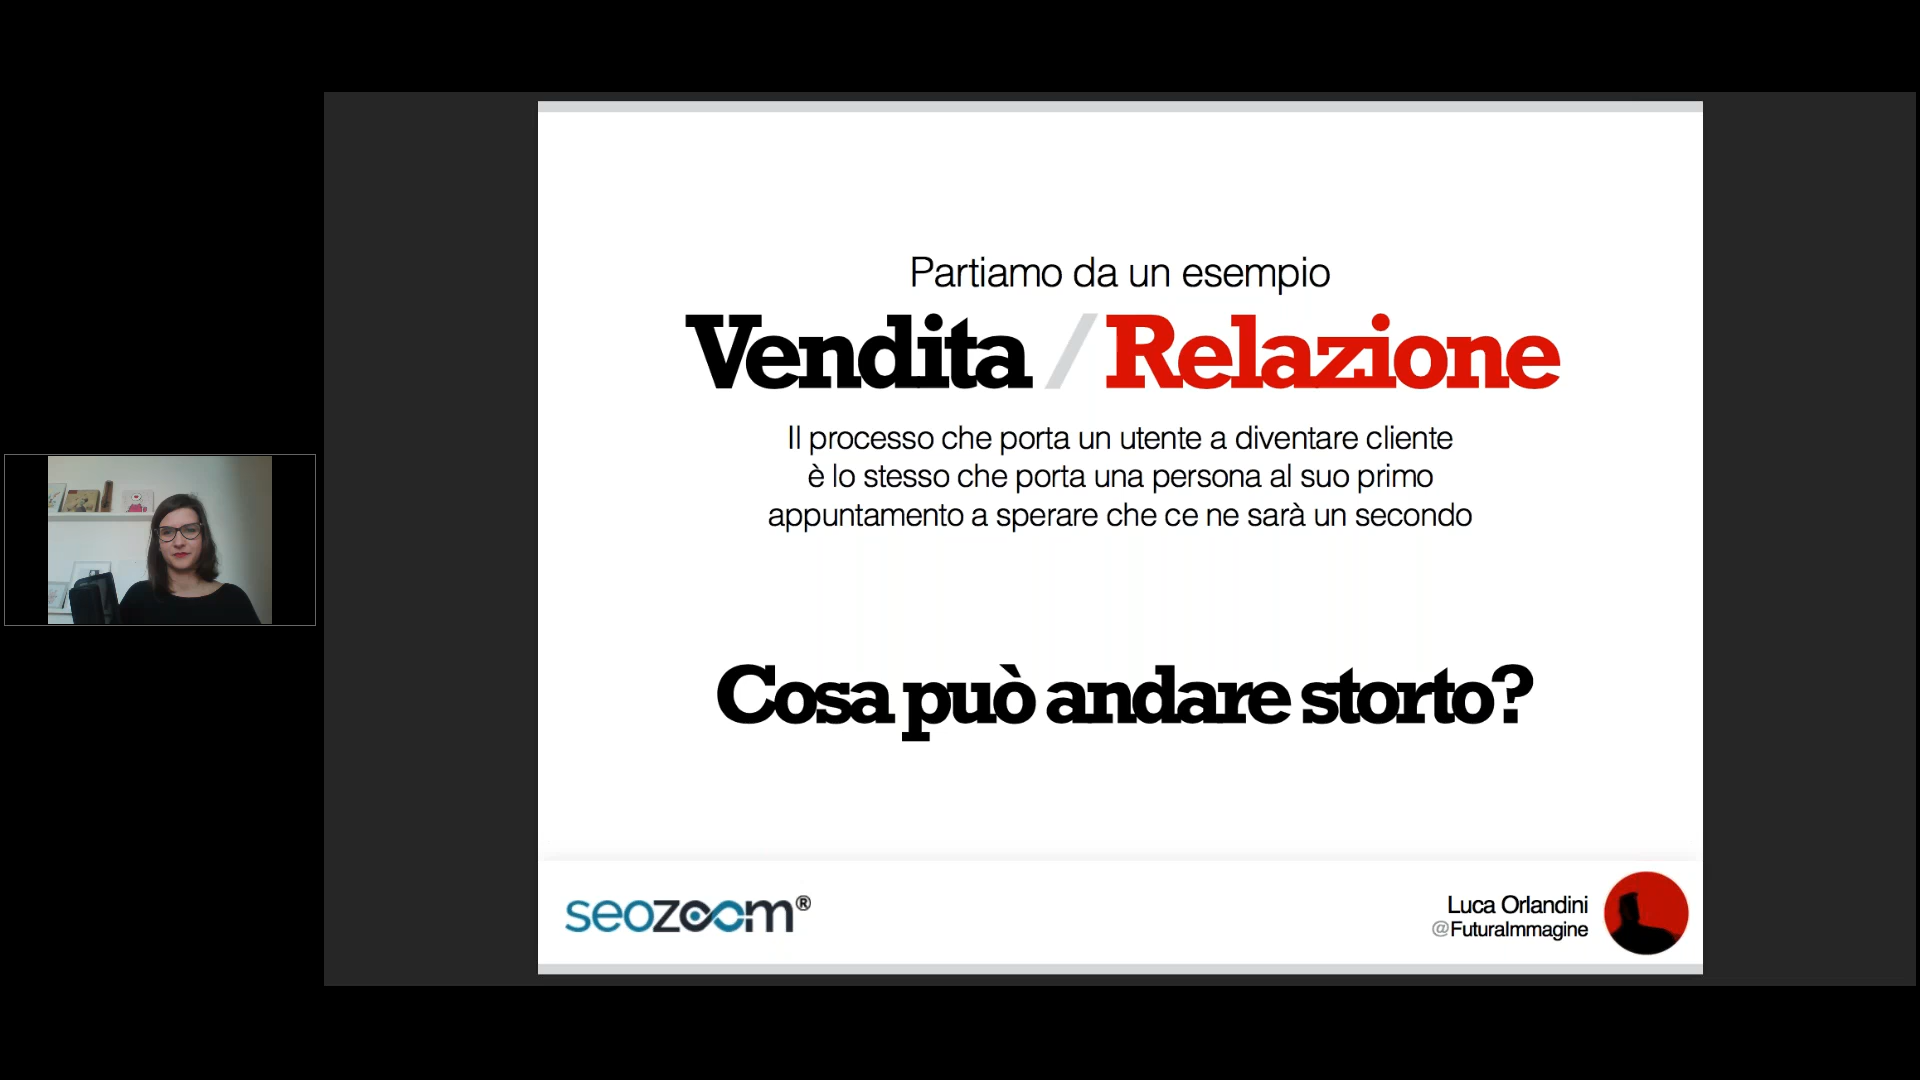 Partiamo da un esempio
Vendita / Relazione
Il processo che porta un utente a diventare cliente
è lo stesso che porta una persona al suo primo
appuntamento a sperare che ce ne sarà un secondo
Cosa può andare storto?
seozoom®
Luca Orlandini
@FuturaImmagine